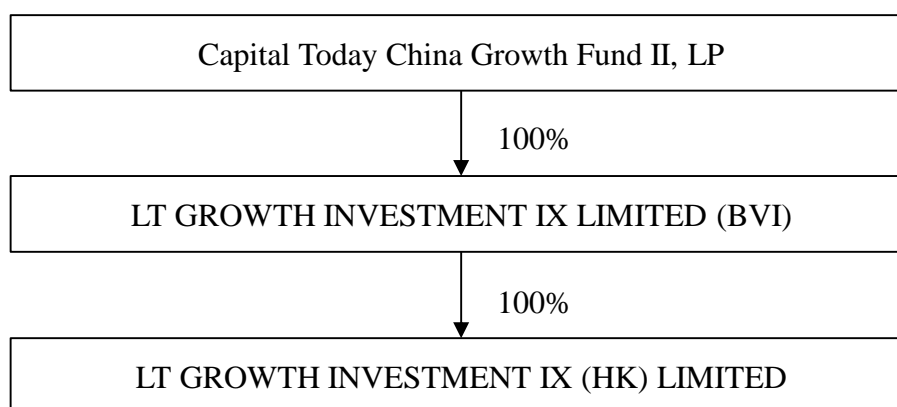 Capital Today China Growth Fund II, LP
100%
LT GROWTH INVESTMENT IX LIMITED (BVI)
100%
LT GROWTH INVESTMENT IX (HK) LIMITED